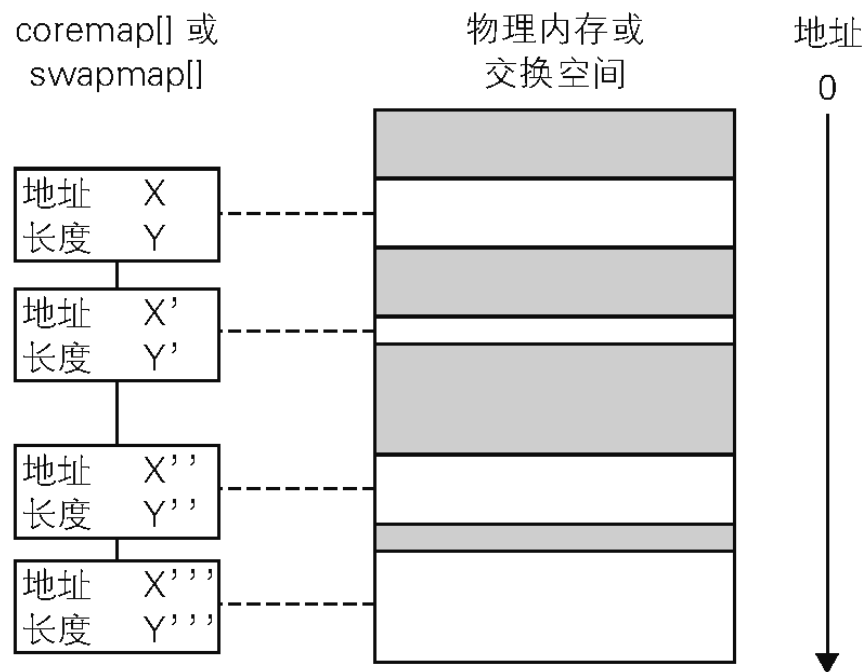 coremap[] 或
swapmap[]
物理内存或
交换空间
地址
0
地址 X
长度 Y
地址 X'
长度 Y'
地址 X''
长度 Y''
地址 X'''
长度 Y'''